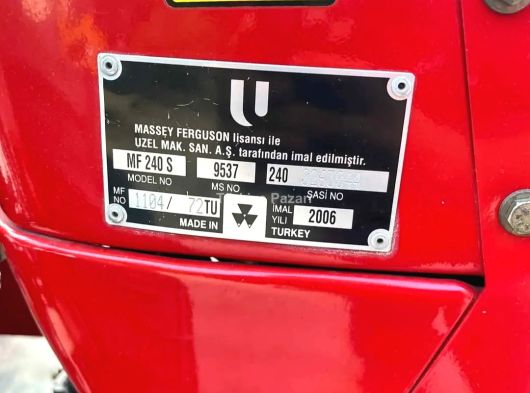 MASSEY FERGUSON lisansı ile
UZEL MAK. SAN. A.Ş. tarafından imal edilmiştir.
MF 240 S 9537 240
MODEL NO MS NO ŞASİ NO
MF NO 1104/ 72TU İMAL YILI 2006
MADE IN TURKEY
Pazarı